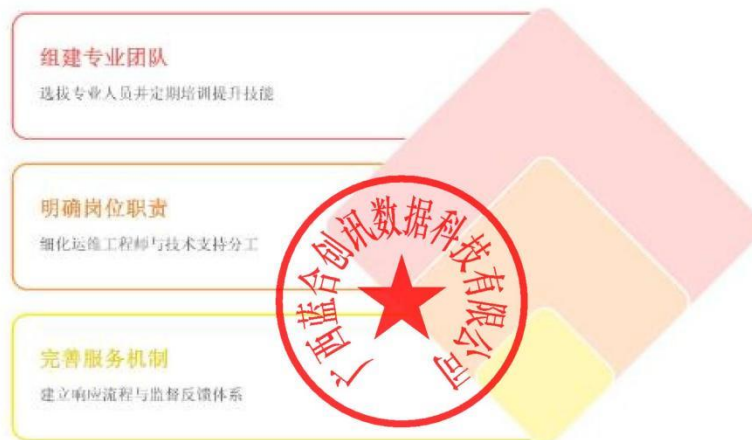 组建专业团队
选拔专业人员并定期培训提升技能
明确岗位职责
细化运维工程师与技术支持分工
广西蓝合创讯数据科技有限公司
完善服务机制
建立响应流程与监督反馈体系